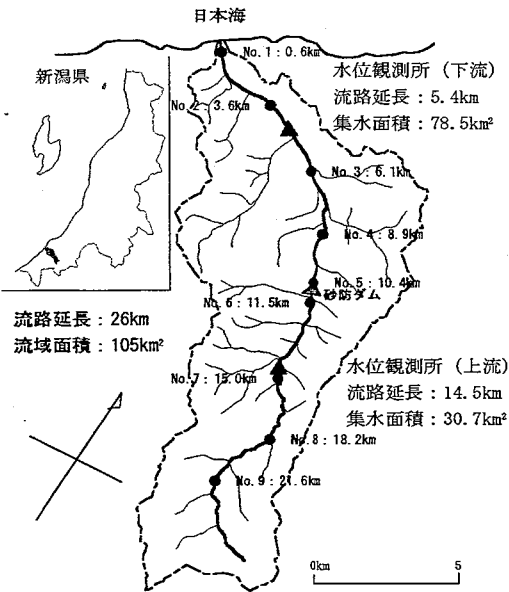 日本海
No.1：0.6km
新潟県
水位観測所（下流）
流路延長：5.4km
集水面積：78.5km²
No.2：3.6km
No.3：6.1km
No.4：8.9km
No.5：10.4km
砂防ダム
No.6：11.5km
流路延長：26km
流域面積：105km²
水位観測所（上流）
流路延長：14.5km
集水面積：30.7km²
No.7：15.0km
No.8：18.2km
No.9：21.6km
0km 5